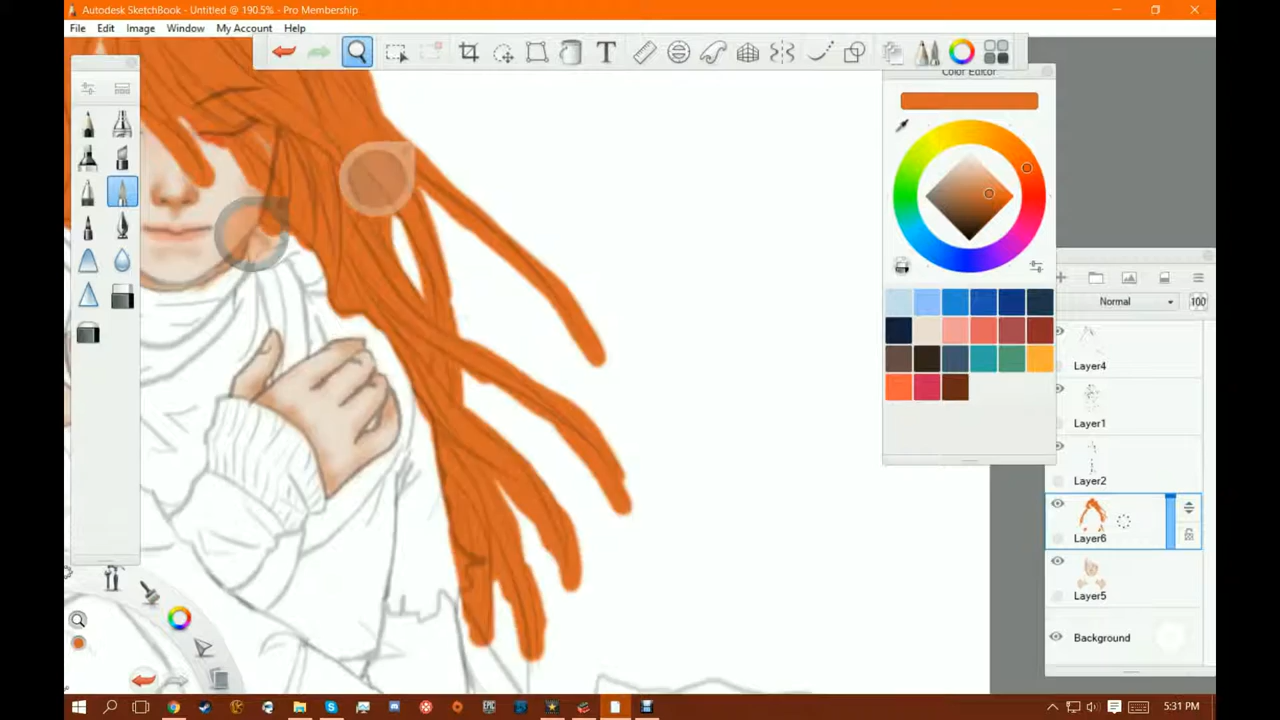 Autodesk SketchBook - Untitled @ 190.5% - Pro Membership
File Edit Image Window My Account Help
T
Color Editor
Normal 100
Layer4
Layer1
Layer2
Layer6
Layer5
Background
5:31 PM